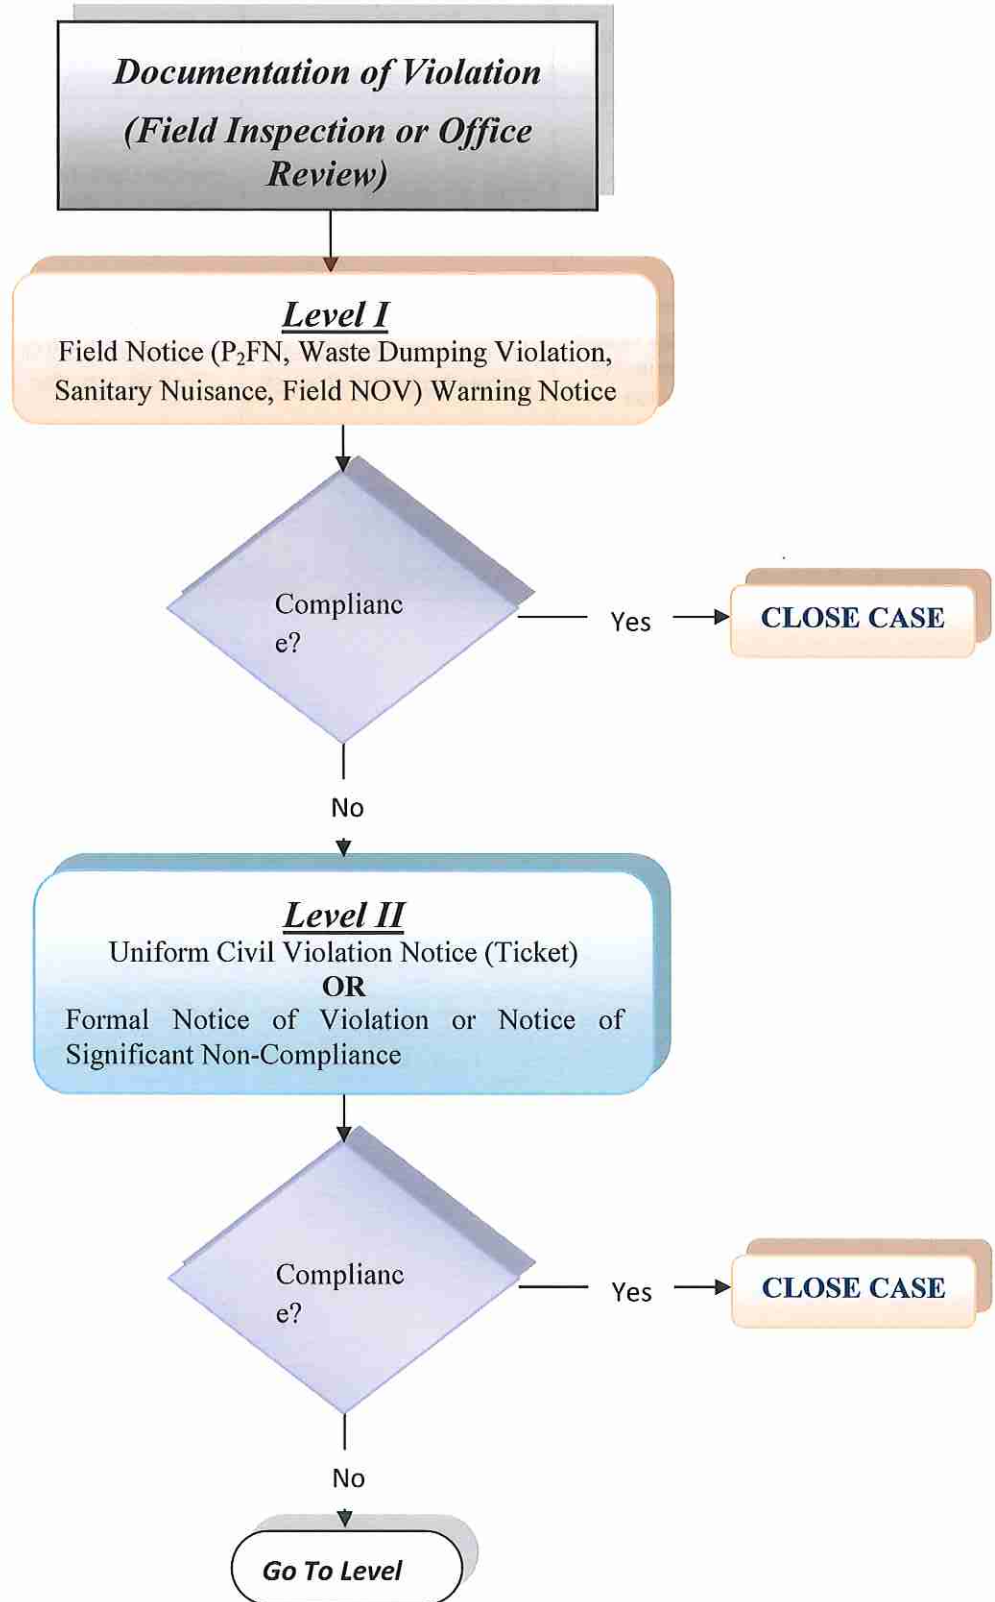 Documentation of Violation
(Field Inspection or Office
Review)
Level I
Field Notice (P₂FN, Waste Dumping Violation,
Sanitary Nuisance, Field NOV) Warning Notice
Complianc
e?
Yes
CLOSE CASE
No
Level II
Uniform Civil Violation Notice (Ticket)
OR
Formal Notice of Violation or Notice of
Significant Non-Compliance
Complianc
e?
Yes
CLOSE CASE
No
Go To Level